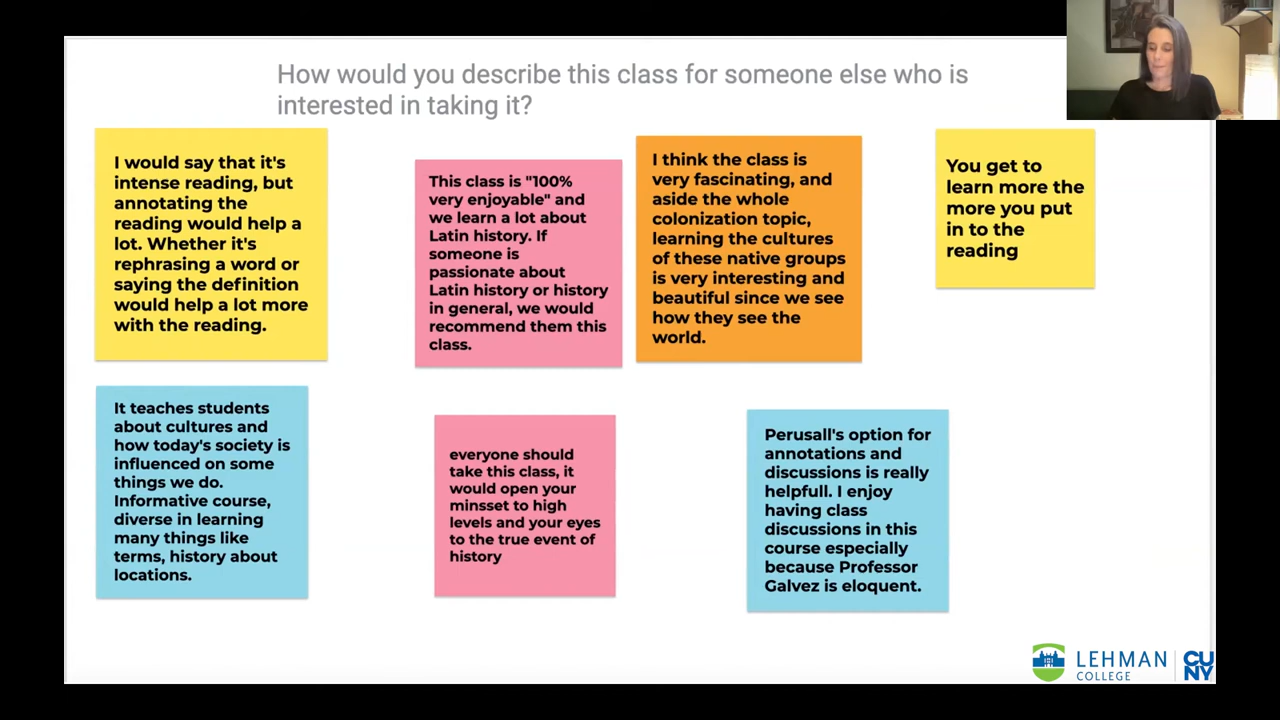 How would you describe this class for someone else who is
interested in taking it?
I would say that it's
intense reading, but
annotating the
reading would help a
lot. Whether it's
rephrasing a word or
saying the definition
would help a lot more
with the reading.
This class is "100%
very enjoyable" and
we learn a lot about
Latin history. If
someone is
passionate about
Latin history or history
in general, we would
recommend them this
class.
I think the class is
very fascinating, and
aside the whole
colonization topic,
learning the cultures
of these native groups
is very interesting and
beautiful since we see
how they see the
world.
You get to
learn more the
more you put
in to the
reading
It teaches students
about cultures and
how today's society is
influenced on some
things we do.
Informative course,
diverse in learning
many things like
terms, history about
locations.
everyone should
take this class, it
would open your
minsset to high
levels and your eyes
to the true event of
history
Perusall's option for
annotations and
discussions is really
helpfull. I enjoy
having class
discussions in this
course especially
because Professor
Galvez is eloquent.
LEHMAN
COLLEGE
CU
NY